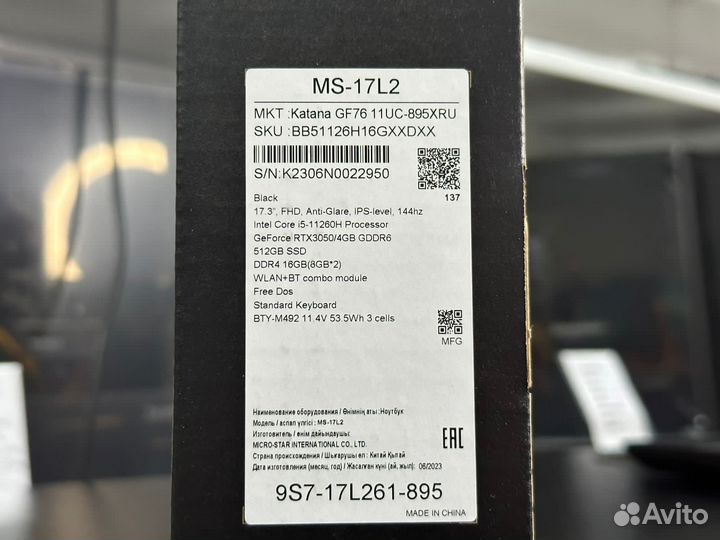 MS-17L2
MKT :Katana GF76 11UC-895XRU
SKU :BB51126H16GXXDXX
S/N:K2306N0022950
137
Black
17.3", FHD, Anti-Glare, IPS-level, 144hz
Intel Core i5-11260H Processor
GeForce RTX3050/4GB GDDR6
512GB SSD
DDR4 16GB(8GB*2)
WLAN+BT combo module
Free Dos
Standard Keyboard
BTY-M492 11.4V 53.5Wh 3 cells
MFG
Наименование оборудования / Өнімнің аты :Ноутбук
Модель / аспап үлгісі : MS-17L2
Изготовитель / өнім дайындаушы:
MICRO-STAR INTERNATIONAL CO., LTD.
Страна происхождения / Шығарушы ел : Китай Қытай
Дата изготовления (месяц, год) / Жасалған күні (ай, жыл): 06/2023
EAC
9S7-17L261-895
MADE IN CHINA
Avito